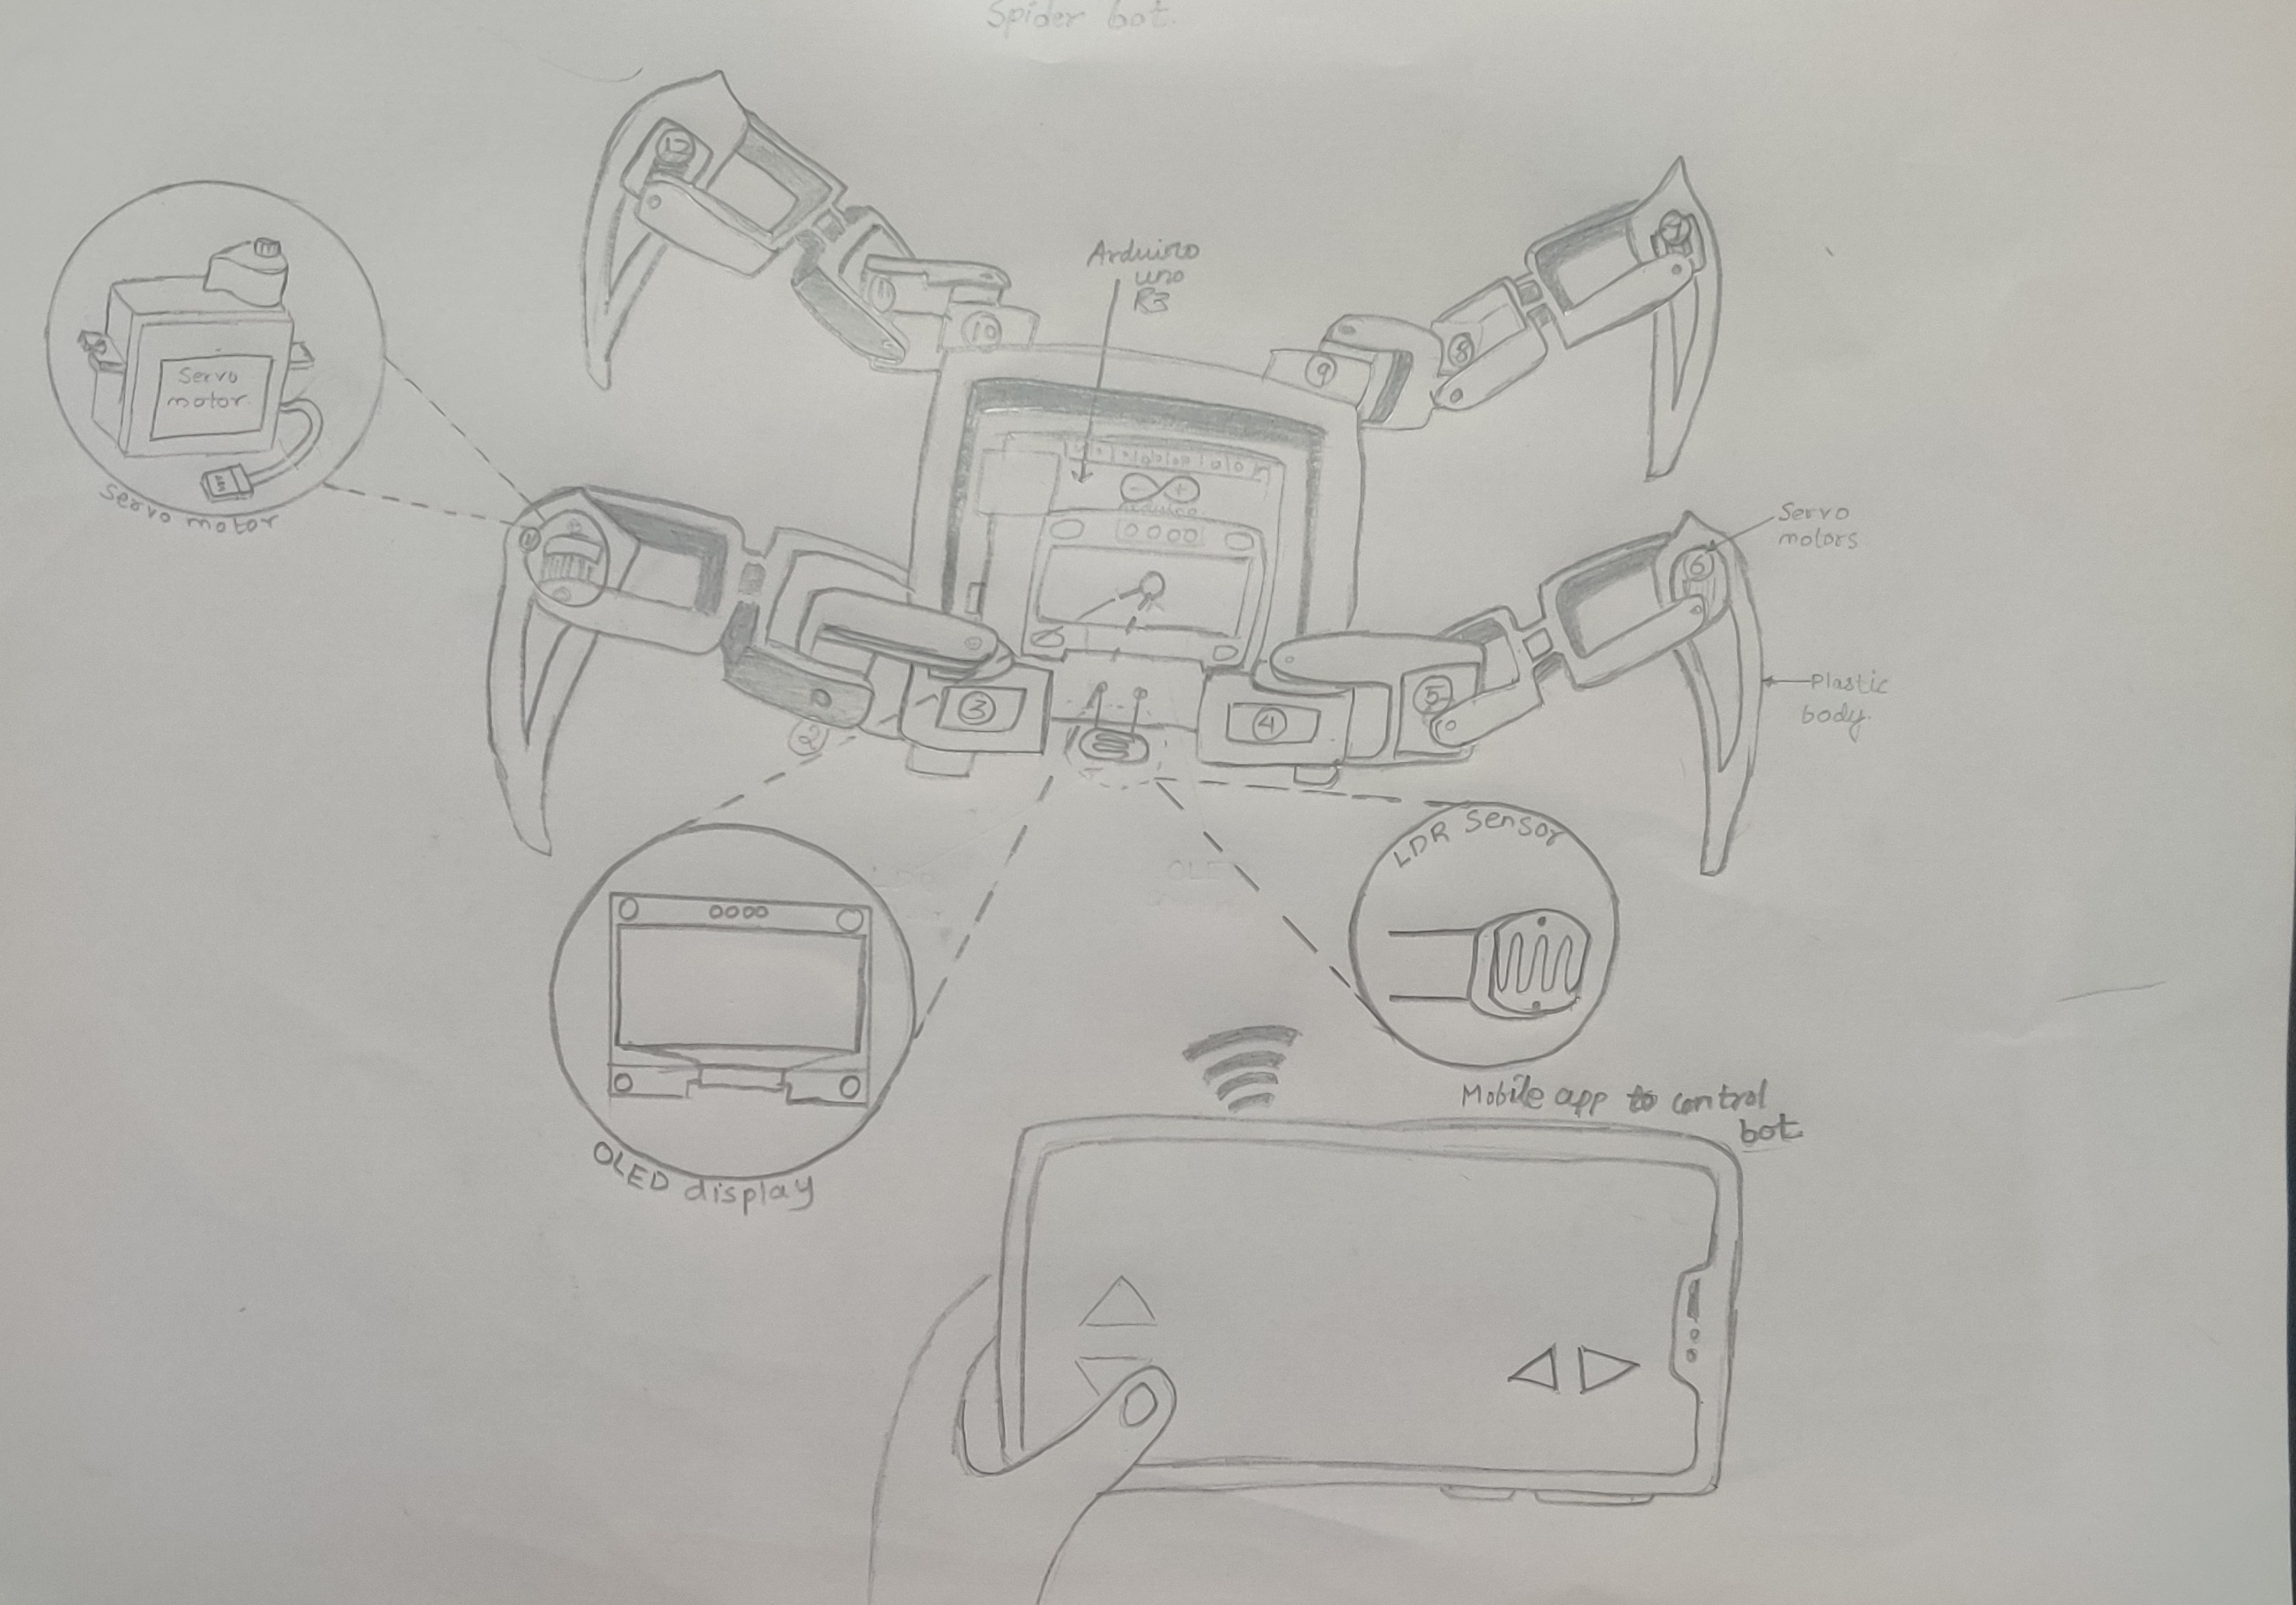 Spider bot.
Arduino
uno
R3
Servo
motor
Servo motor
Servo
motors
Plastic
body.
12
11
10
9
8
7
6
5
4
3
2
LDR Sensor
OLED display
Mobile app to control
bot